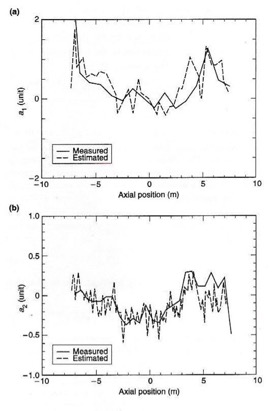 (a)
2
a1 (unit)
0
−2
Measured
Estimated
−10 −5 0 5 10
Axial position (m)
(b)
1.0
0.5
a2 (unit)
0
−0.5
−1.0
Measured
Estimated
−10 −5 0 5 10
Axial position (m)